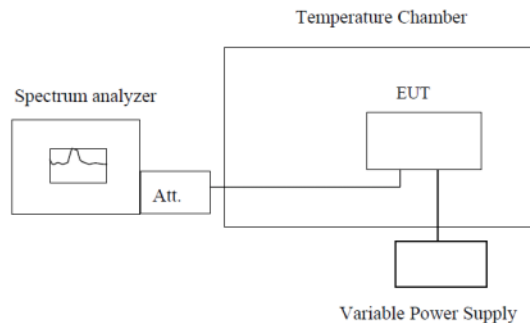 Temperature Chamber
Spectrum analyzer
EUT
Att.
Variable Power Supply